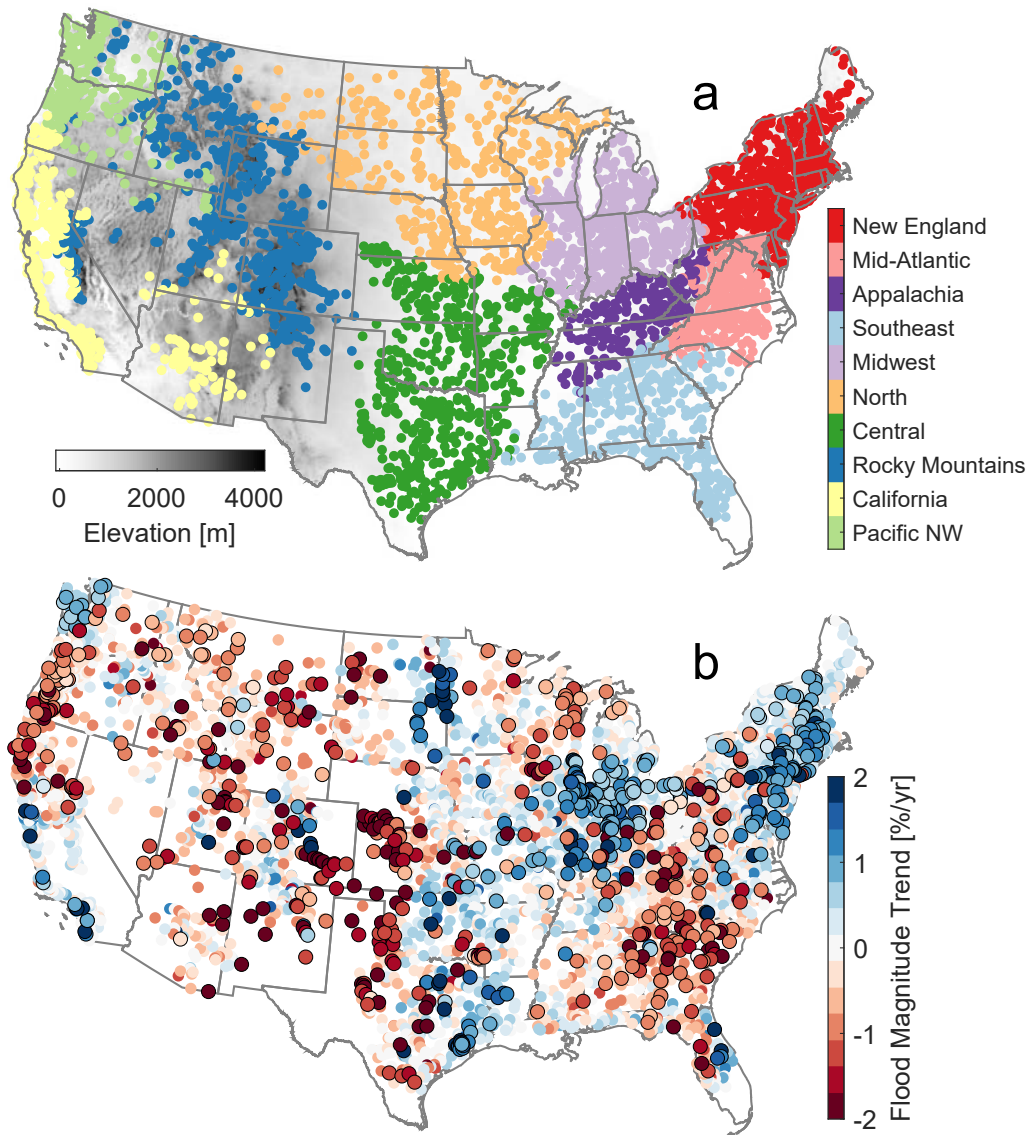 a
New England
Mid-Atlantic
Appalachia
Southeast
Midwest
North
Central
Rocky Mountains
California
Pacific NW
0 2000 4000
Elevation [m]
b
2
1
0
-1
-2
Flood Magnitude Trend [%/yr]